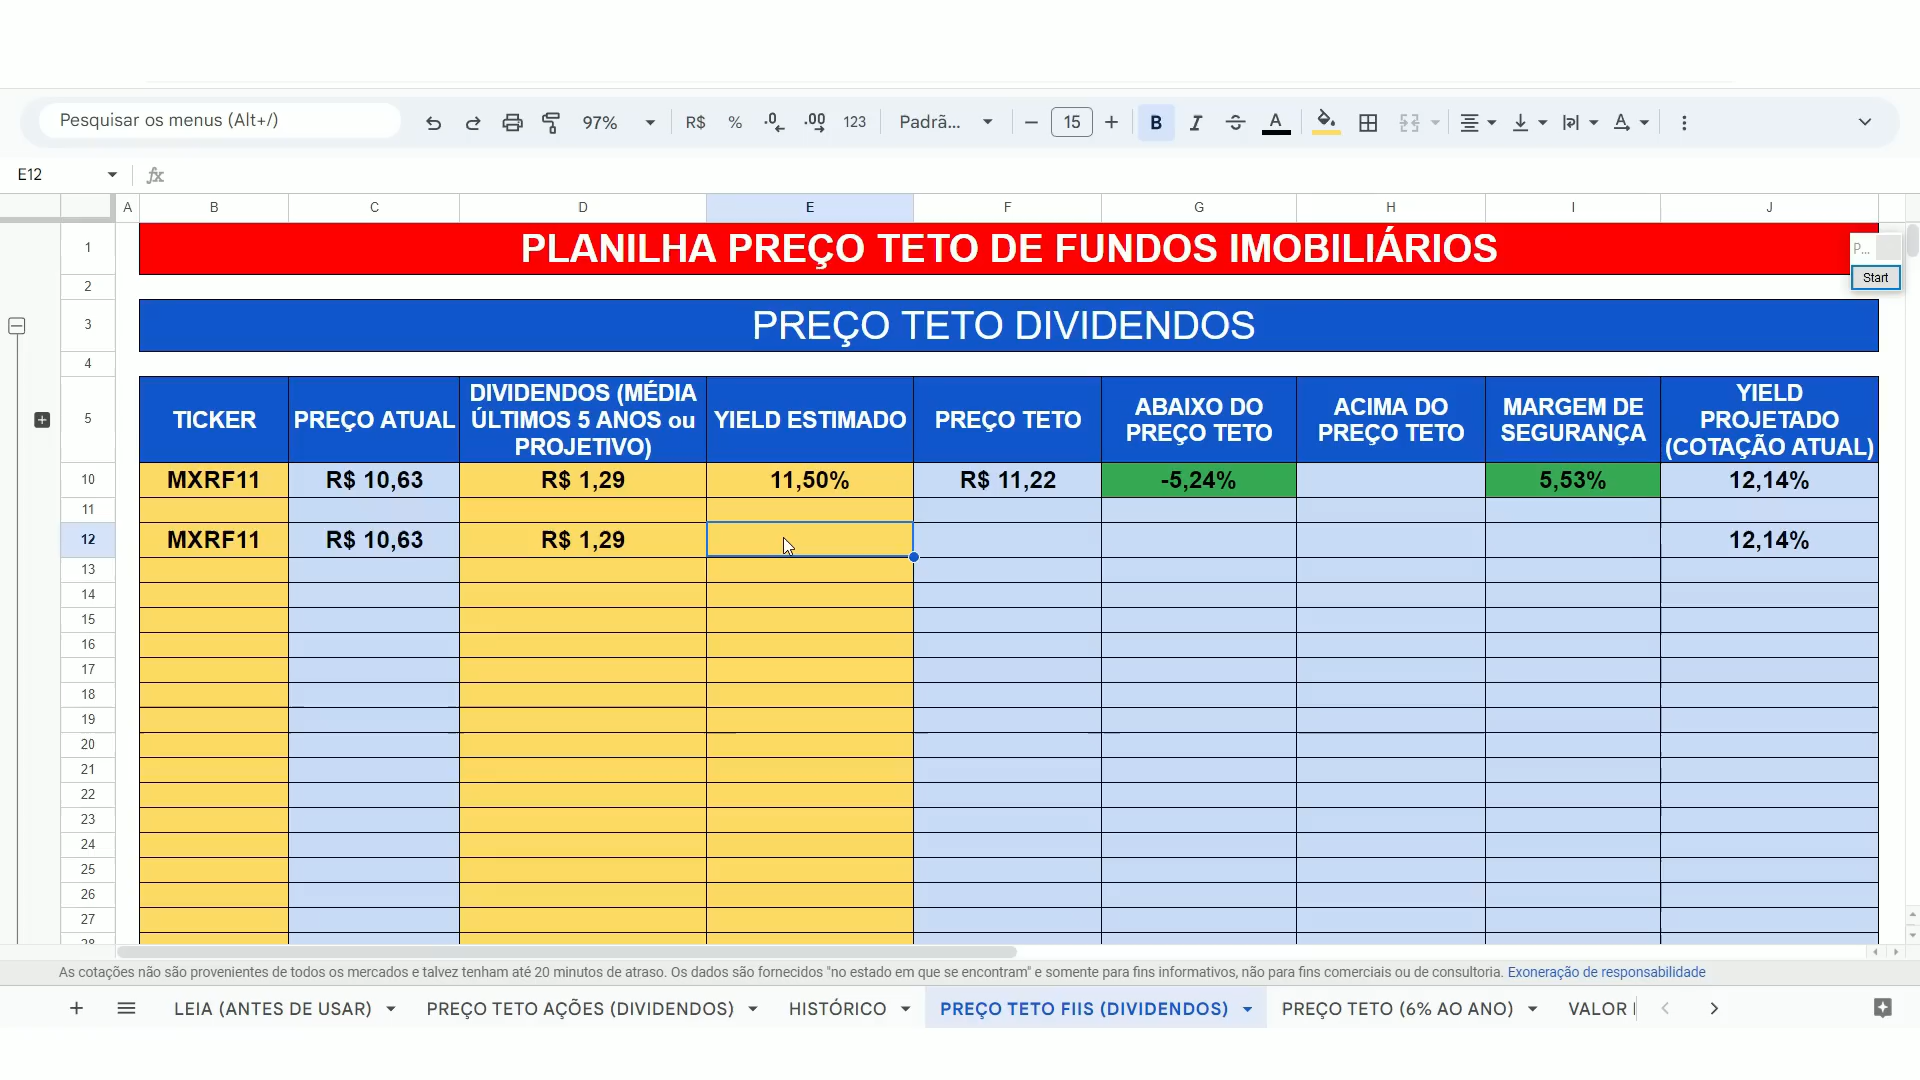 Pesquisar os menus (Alt+/)
97%
R$
%
.0
.00
123
Padrã...
15
B
I
A
A
E12
fx
A B C D E F G H I J
1
PLANILHA PREÇO TETO DE FUNDOS IMOBILIÁRIOS
P...
Start
2
3
PREÇO TETO DIVIDENDOS
4
5
TICKER
PREÇO ATUAL
DIVIDENDOS (MÉDIA
ÚLTIMOS 5 ANOS ou
PROJETIVO)
YIELD ESTIMADO
PREÇO TETO
ABAIXO DO
PREÇO TETO
ACIMA DO
PREÇO TETO
MARGEM DE
SEGURANÇA
YIELD
PROJETADO
(COTAÇÃO ATUAL)
10 MXRF11 R$ 10,63 R$ 1,29 11,50% R$ 11,22 -5,24% 5,53% 12,14%
11
12 MXRF11 R$ 10,63 R$ 1,29 12,14%
13
14
15
16
17
18
19
20
21
22
23
24
25
26
27
28
As cotações não são provenientes de todos os mercados e talvez tenham até 20 minutos de atraso. Os dados são fornecidos "no estado em que se encontram" e somente para fins informativos, não para fins comerciais ou de consultoria. Exoneração de responsabilidade
LEIA (ANTES DE USAR) PREÇO TETO AÇÕES (DIVIDENDOS) HISTÓRICO PREÇO TETO FIIS (DIVIDENDOS) PREÇO TETO (6% AO ANO) VALOR